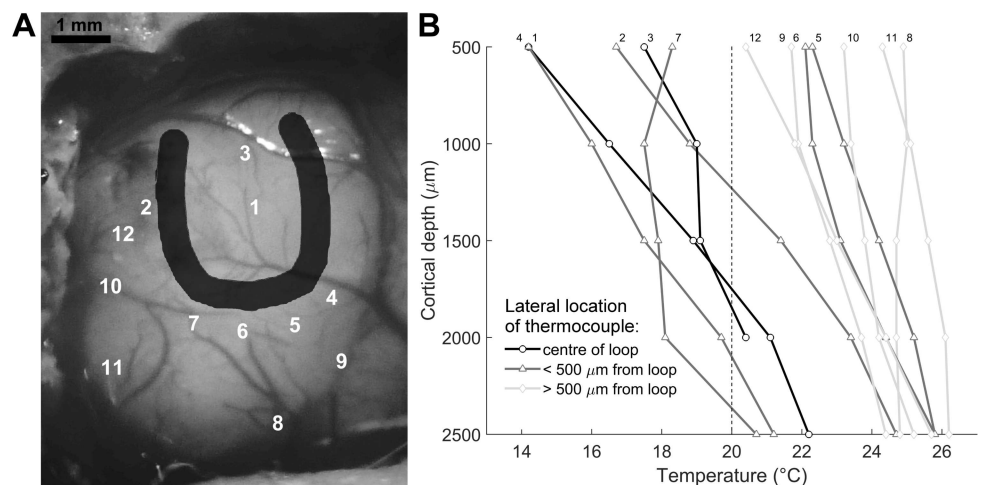 A
1 mm
3
2
1
12
10
4
7
6
5
9
11
8
B
4 1 2 3 7 12 9 6 5 10 11 8
500
1000
1500
2000
2500
Cortical depth (μm)
Lateral location
of thermocouple:
centre of loop
< 500 μm from loop
> 500 μm from loop
14 16 18 20 22 24 26
Temperature (°C)